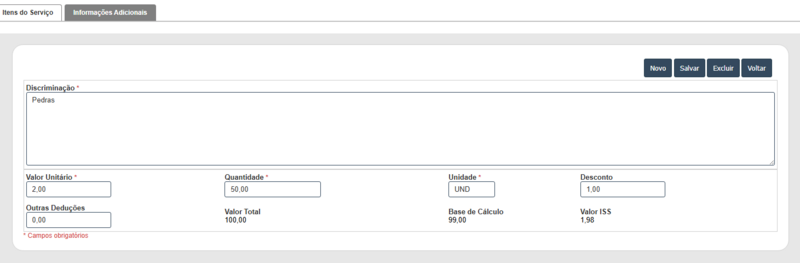 Itens do Serviço
Informações Adicionais
Novo Salvar Excluir Voltar
Discriminação *
Pedras
Valor Unitário * Quantidade * Unidade * Desconto
2,00 50,00 UND 1,00
Outras Deduções Valor Total Base de Cálculo Valor ISS
0,00 100,00 99,00 1,98
* Campos obrigatórios